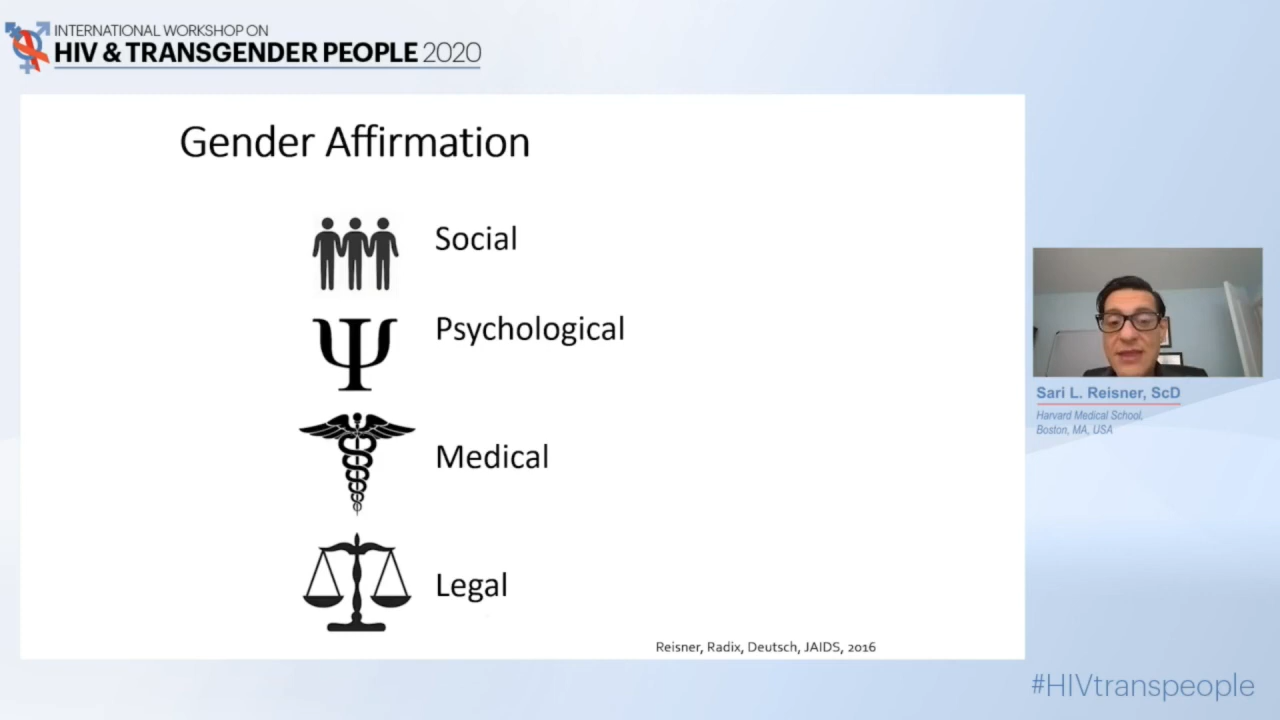 INTERNATIONAL WORKSHOP ON
HIV & TRANSGENDER PEOPLE 2020
Gender Affirmation
Social
Ψ Psychological
Medical
Legal
Reisner, Radix, Deutsch, JAIDS, 2016
Sari L. Reisner, ScD
Harvard Medical School,
Boston, MA, USA
#HIVtranspeople